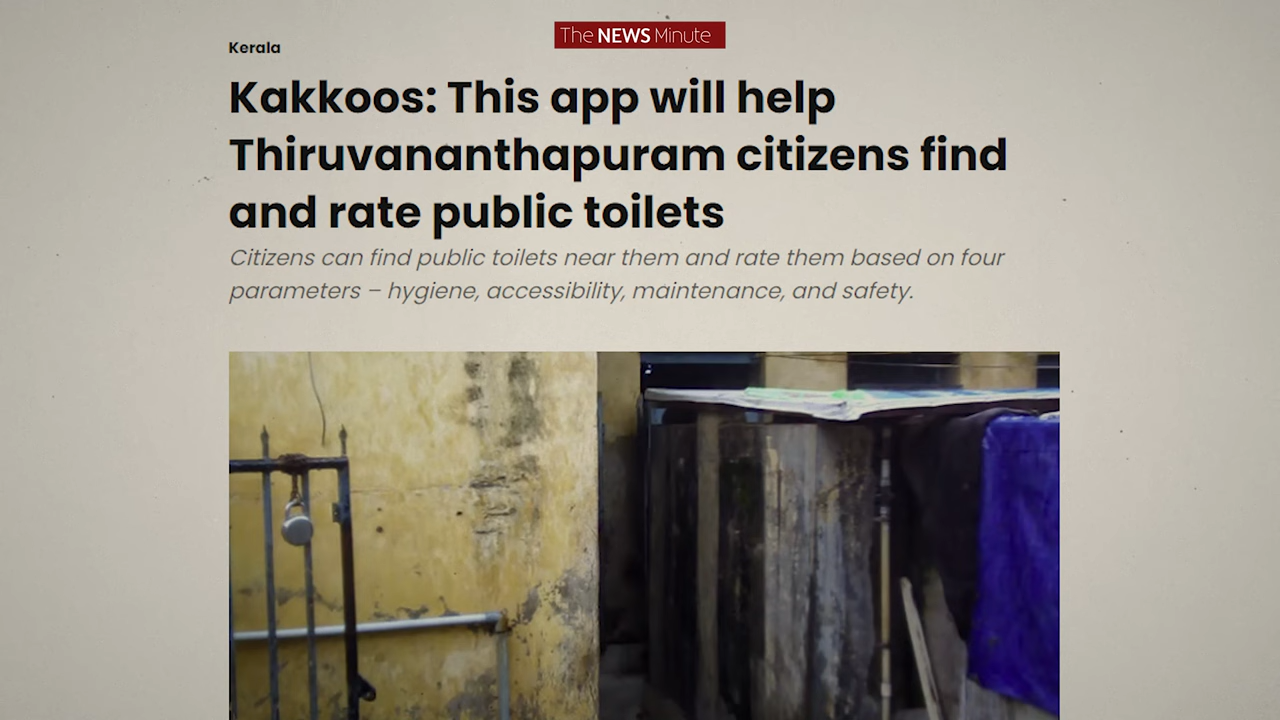 The NEWS Minute
Kerala
Kakkoos: This app will help
Thiruvananthapuram citizens find
and rate public toilets
Citizens can find public toilets near them and rate them based on four
parameters – hygiene, accessibility, maintenance, and safety.